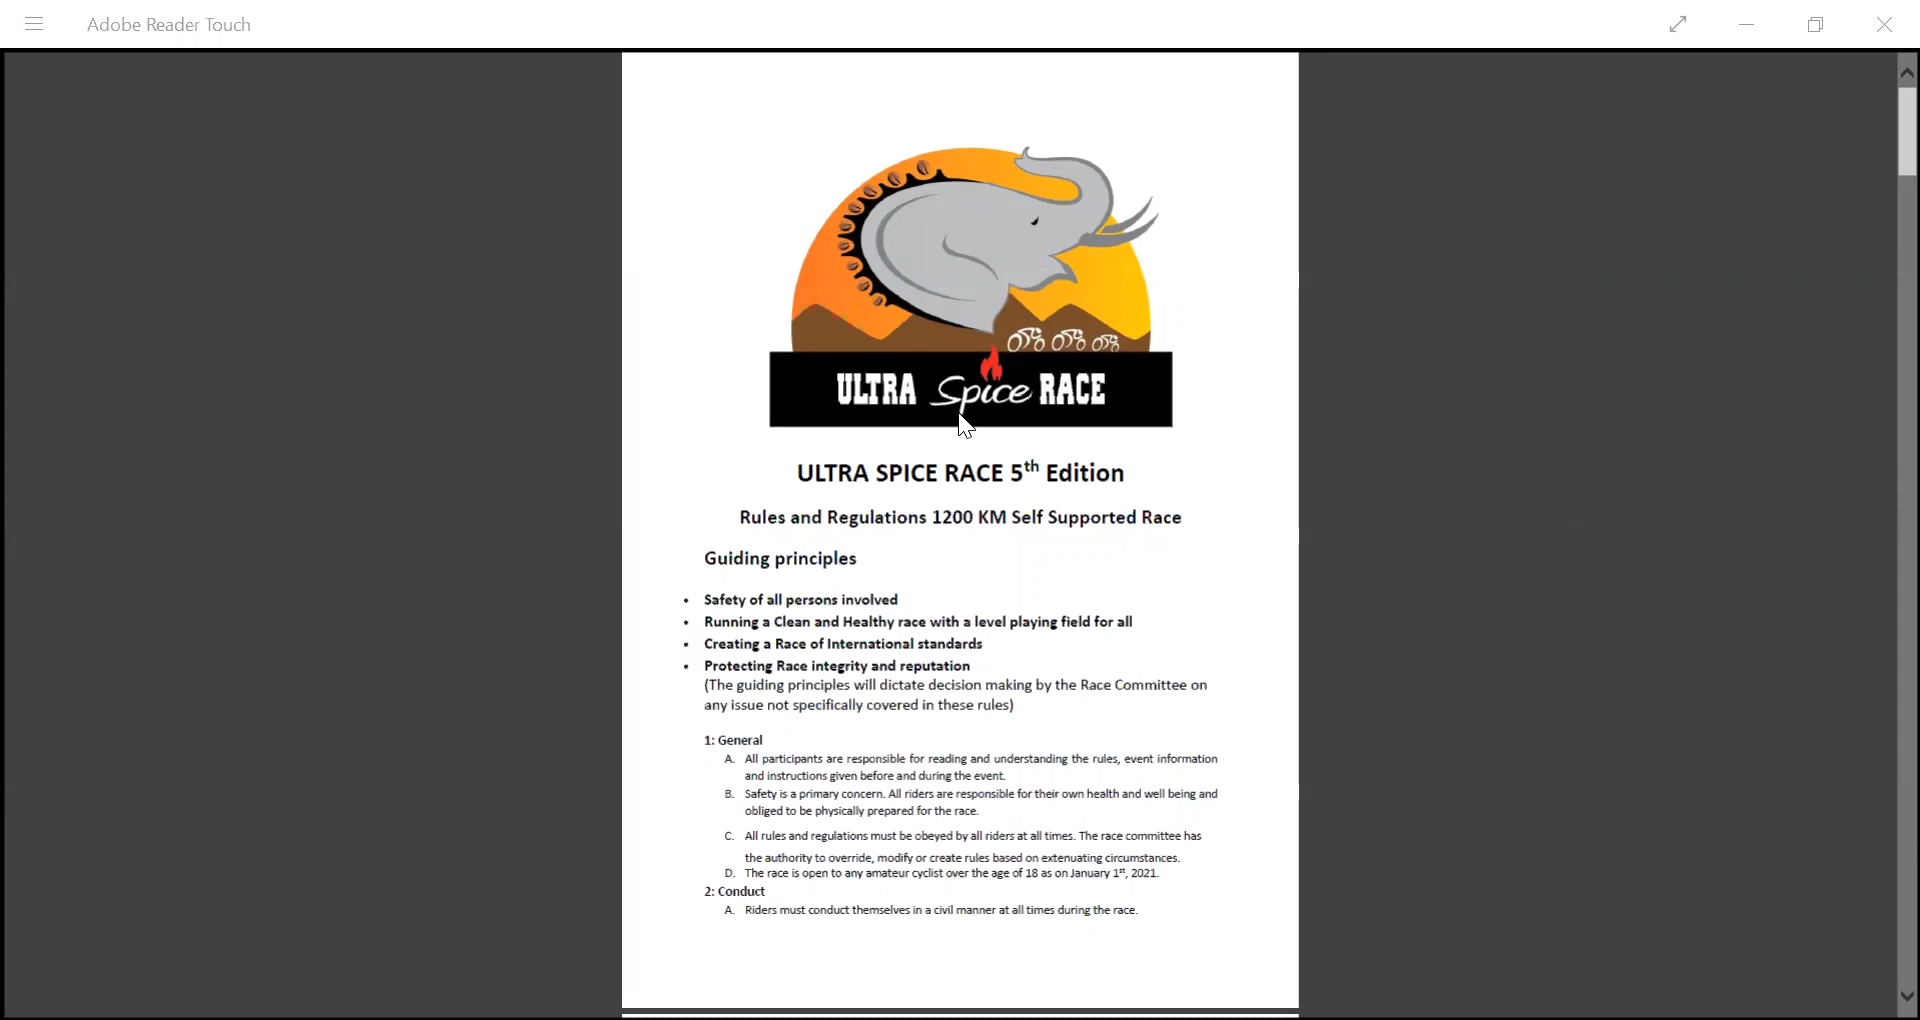 Adobe Reader Touch
ULTRA Spice RACE
ULTRA SPICE RACE 5th Edition
Rules and Regulations 1200 KM Self Supported Race
Guiding principles
• Safety of all persons involved
• Running a Clean and Healthy race with a level playing field for all
• Creating a Race of International standards
• Protecting Race integrity and reputation
(The guiding principles will dictate decision making by the Race Committee on
any issue not specifically covered in these rules)
1: General
A. All participants are responsible for reading and understanding the rules, event information
and instructions given before and during the event.
B. Safety is a primary concern. All riders are responsible for their own health and well being and
obliged to be physically prepared for the race.
C. All rules and regulations must be obeyed by all riders at all times. The race committee has
the authority to override, modify or create rules based on extenuating circumstances.
D. The race is open to any amateur cyclist over the age of 18 as on January 1st, 2021.
2: Conduct
A. Riders must conduct themselves in a civil manner at all times during the race.